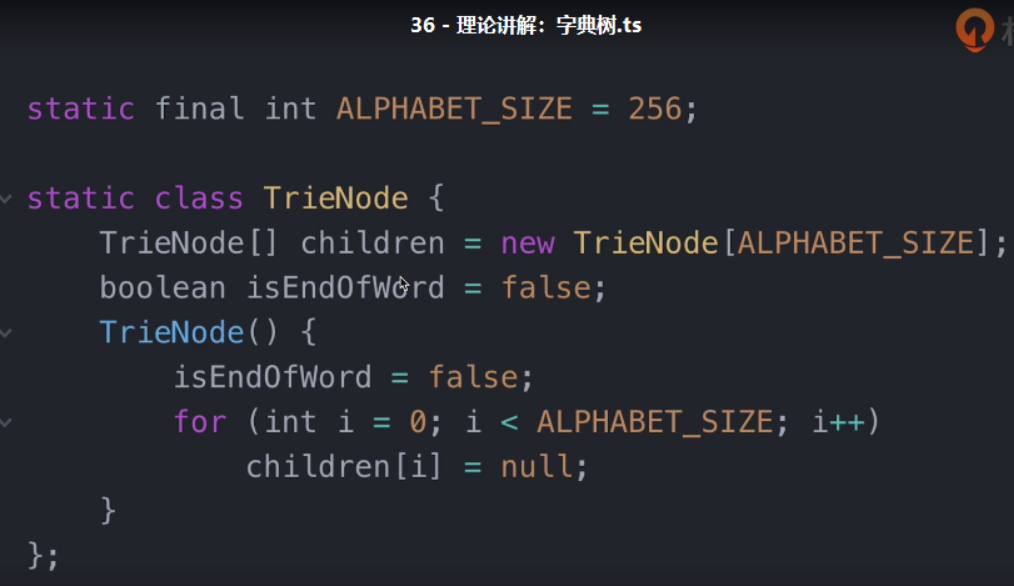 36 - 理论讲解：字典树.ts
static final int ALPHABET_SIZE = 256;
static class TrieNode {
TrieNode[] children = new TrieNode[ALPHABET_SIZE];
boolean isEndOfWord = false;
TrieNode() {
isEndOfWord = false;
for (int i = 0; i < ALPHABET_SIZE; i++)
children[i] = null;
}
};